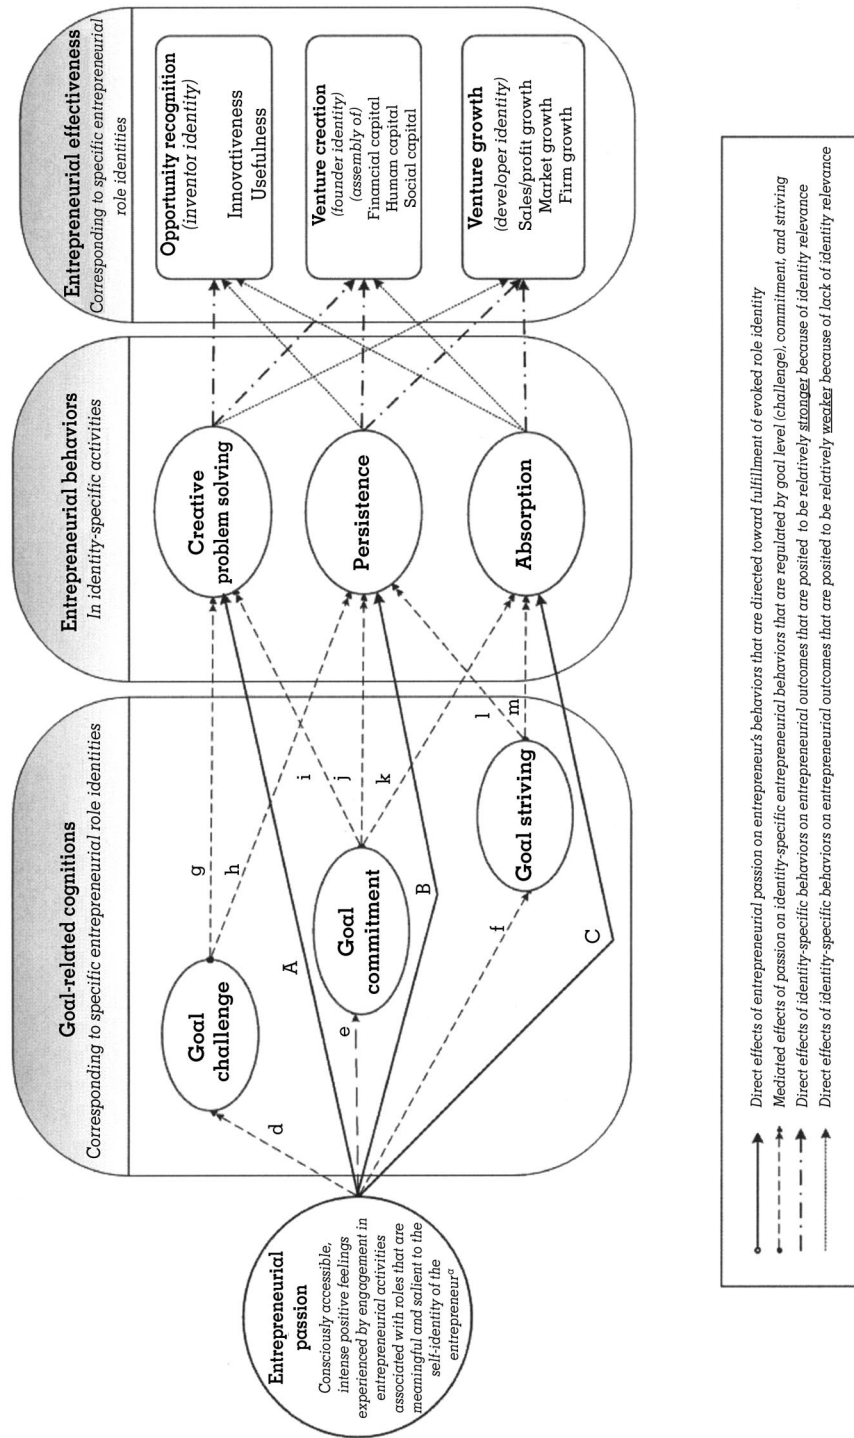 Entrepreneurial
passion
Consciously accessible,
intense positive feelings
experienced by engagement in
entrepreneurial activities
associated with roles that are
meaningful and salient to the
self-identity of the
entrepreneurᵃ
Goal-related cognitions
Corresponding to specific entrepreneurial role identities
Goal
challenge
Goal
commitment
Goal striving
d
e
f
A
B
C
g
h
i
j
k
l
m
Entrepreneurial behaviors
In identity-specific activities
Creative
problem solving
Persistence
Absorption
Entrepreneurial effectiveness
Corresponding to specific entrepreneurial
role identities
Opportunity recognition
(inventor identity)
Innovativeness
Usefulness
Venture creation
(founder identity)
(assembly of)
Financial capital
Human capital
Social capital
Venture growth
(developer identity)
Sales/profit growth
Market growth
Firm growth
Direct effects of entrepreneurial passion on entrepreneur's behaviors that are directed toward fulfillment of evoked role identity
Mediated effects of passion on identity-specific entrepreneurial behaviors that are regulated by goal level (challenge), commitment, and striving
Direct effects of identity-specific behaviors on entrepreneurial outcomes that are posited to be relatively stronger because of identity relevance
Direct effects of identity-specific behaviors on entrepreneurial outcomes that are posited to be relatively weaker because of lack of identity relevance